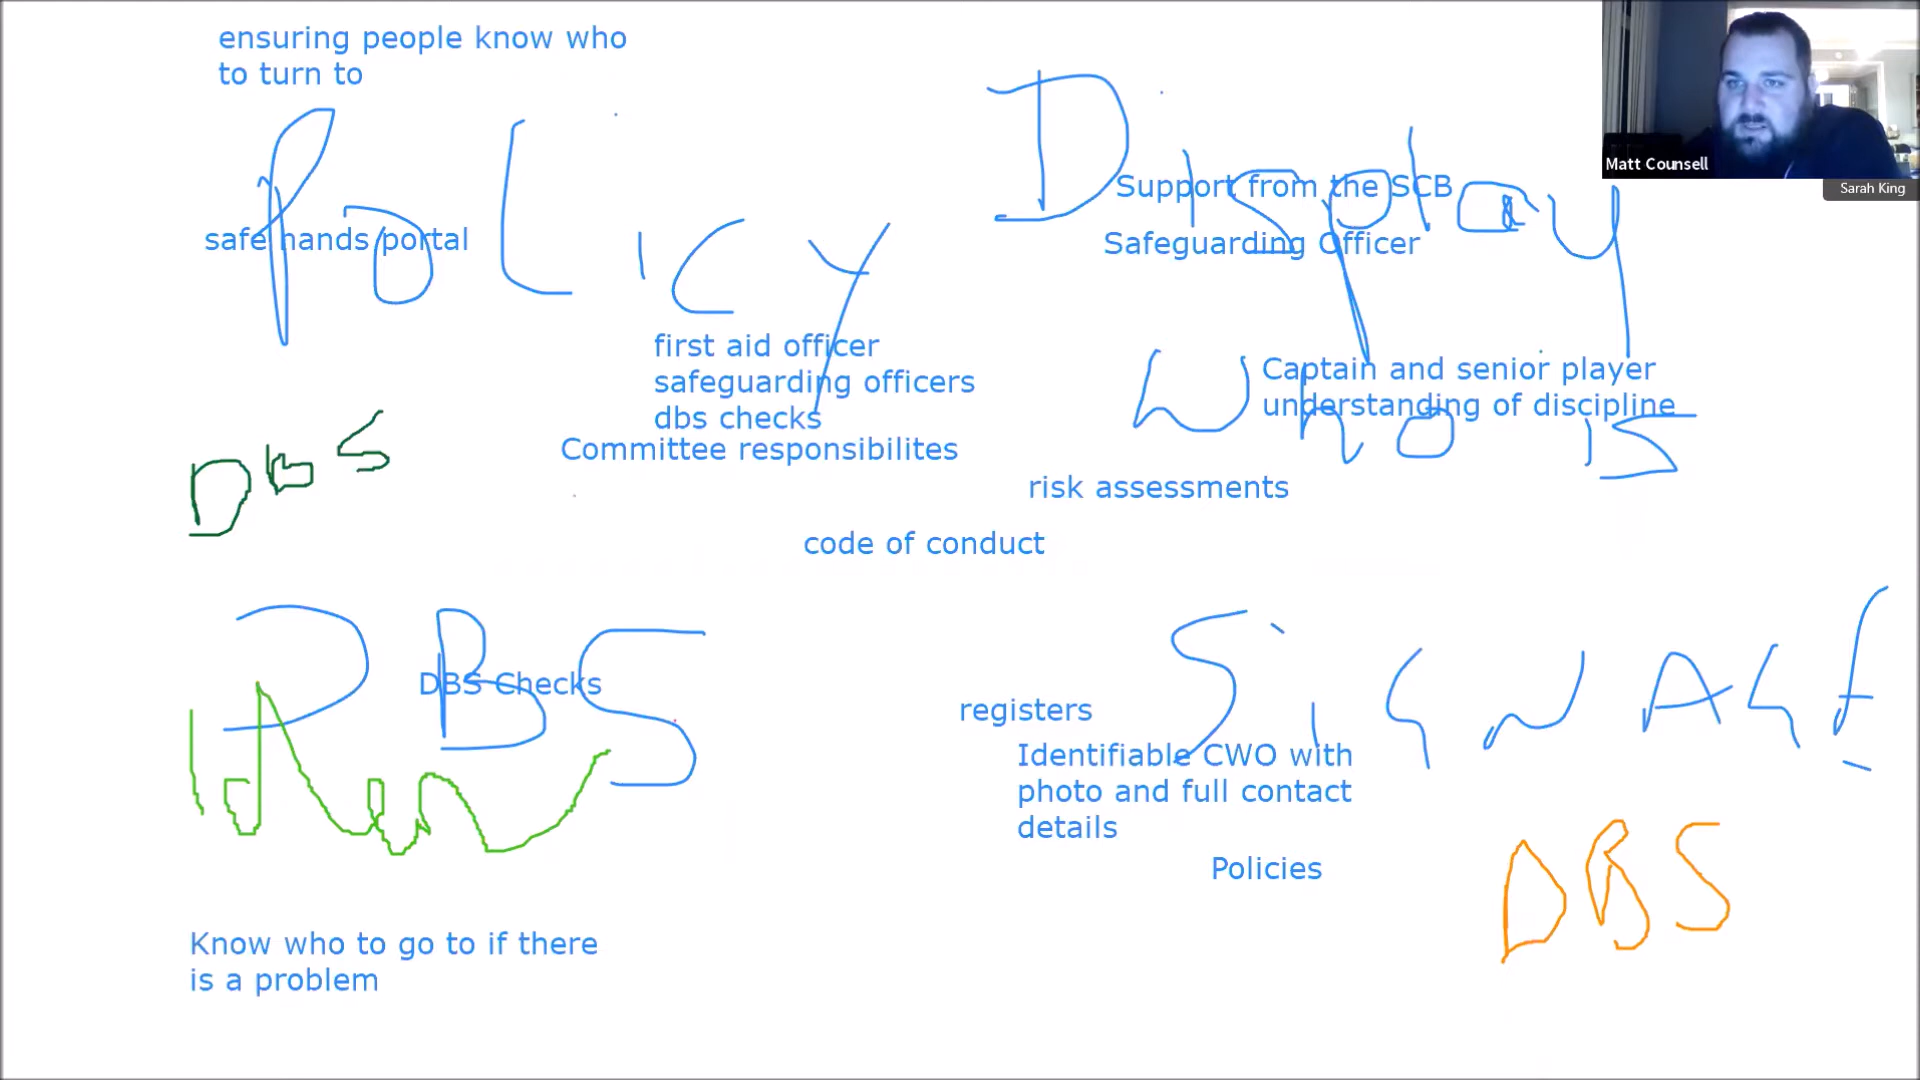 ensuring people know who
to turn to
Matt Counsell
Sarah King
Policy
Display
Support from the SCB
safe hands portal
Safeguarding Officer
first aid officer
safeguarding officers
dbs checks
Captain and senior player
understanding of discipline
Who is
Committee responsibilites
DbS
risk assessments
code of conduct
DBS
DBS Checks
SiGNAGE
registers
Identifiable CWO with
photo and full contact
details
Policies
DBS
Know who to go to if there
is a problem